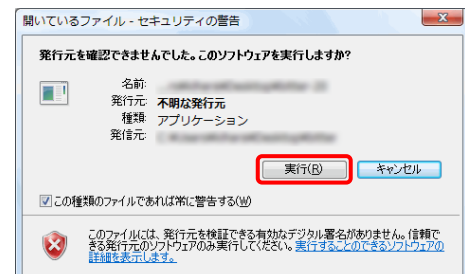 開いているファイル - セキュリティの警告
発行元を確認できませんでした。このソフトウェアを実行しますか?
名前:
発行元: 不明な発行元
種類: アプリケーション
発信元:
実行(R) キャンセル
この種類のファイルであれば常に警告する(W)
このファイルには、発行元を検証できる有効なデジタル署名がありません。信頼で
きる発行元のソフトウェアのみ実行してください。実行することのできるソフトウェアの
詳細を表示します。